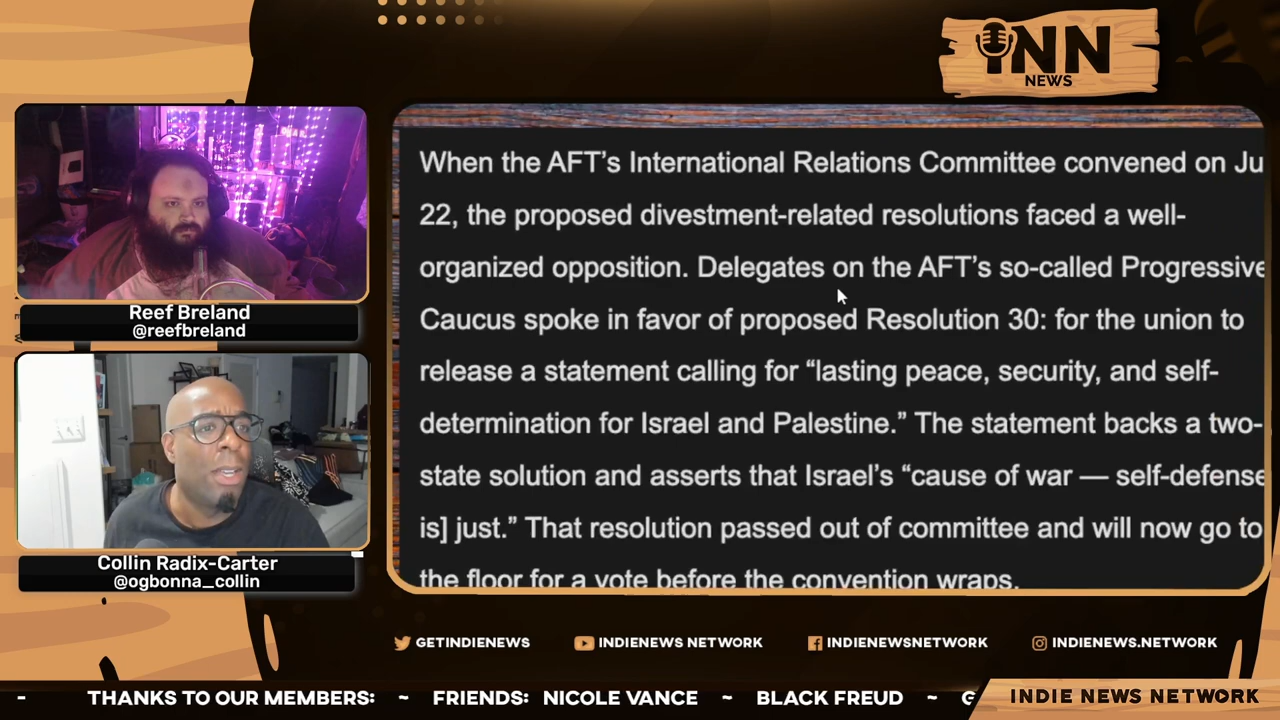 iNN
NEWS
Reef Breland
@reefbreland
Collin Radix-Carter
@ogbonna_collin
When the AFT’s International Relations Committee convened on Ju
22, the proposed divestment-related resolutions faced a well-
organized opposition. Delegates on the AFT’s so-called Progressive
Caucus spoke in favor of proposed Resolution 30: for the union to
release a statement calling for “lasting peace, security, and self-
determination for Israel and Palestine.” The statement backs a two-
state solution and asserts that Israel’s “cause of war — self-defense
is] just.” That resolution passed out of committee and will now go to
the floor for a vote before the convention wraps.
GETINDIENEWS
INDIENEWS NETWORK
INDIENEWSNETWORK
INDIENEWS.NETWORK
- THANKS TO OUR MEMBERS: ~ FRIENDS: NICOLE VANCE ~ BLACK FREUD ~ G
INDIE NEWS NETWORK